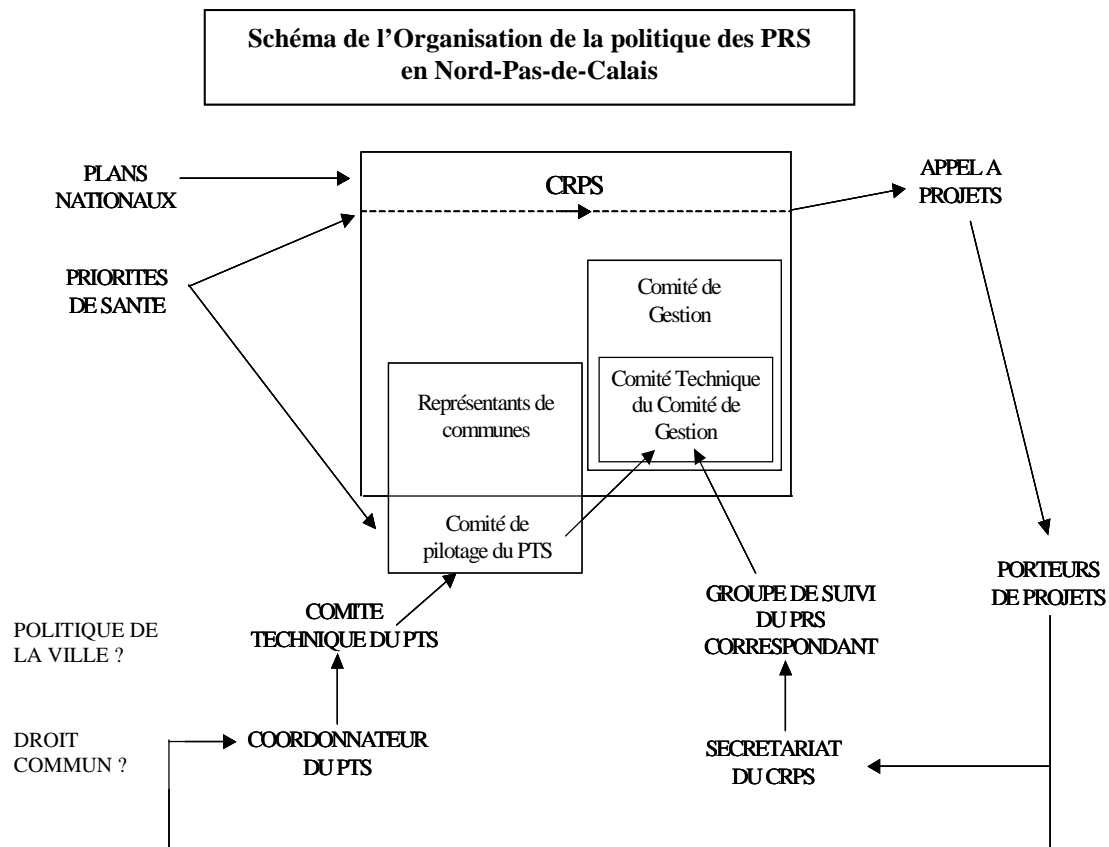 Schéma de l'Organisation de la politique des PRS
en Nord-Pas-de-Calais
PLANS
NATIONAUX
CRPS
APPEL A
PROJETS
PRIORITES
DE SANTE
Comité de
Gestion
Comité Technique
du Comité de
Gestion
Représentants de
communes
Comité de
pilotage du PTS
PORTEURS
DE PROJETS
GROUPE DE SUIVI
DU PRS
CORRESPONDANT
COMITE
TECHNIQUE DU PTS
POLITIQUE DE
LA VILLE ?
DROIT
COMMUN ?
COORDONNATEUR
DU PTS
SECRETARIAT
DU CRPS